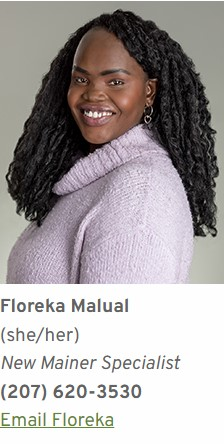 Floreka Malual
(she/her)
New Mainer Specialist
(207) 620-3530
Email Floreka